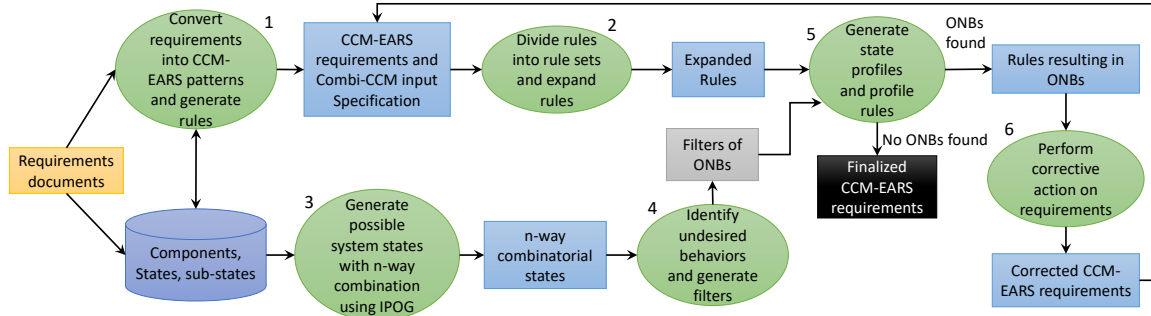 1
Convert
requirements
into CCM-
EARS patterns
and generate
rules
CCM-EARS
requirements and
Combi-CCM input
Specification
2
Divide rules
into rule sets
and expand
rules
Expanded
Rules
5
Generate
state
profiles
and profile
rules
ONBs
found
Rules resulting in
ONBs
No ONBs found
Finalized
CCM-EARS
requirements
6
Perform
corrective
action on
requirements
Corrected CCM-
EARS requirements
Requirements
documents
Components,
States, sub-states
3
Generate
possible
system states
with n-way
combination
using IPOG
n-way
combinatorial
states
4
Identify
undesired
behaviors
and generate
filters
Filters of
ONBs